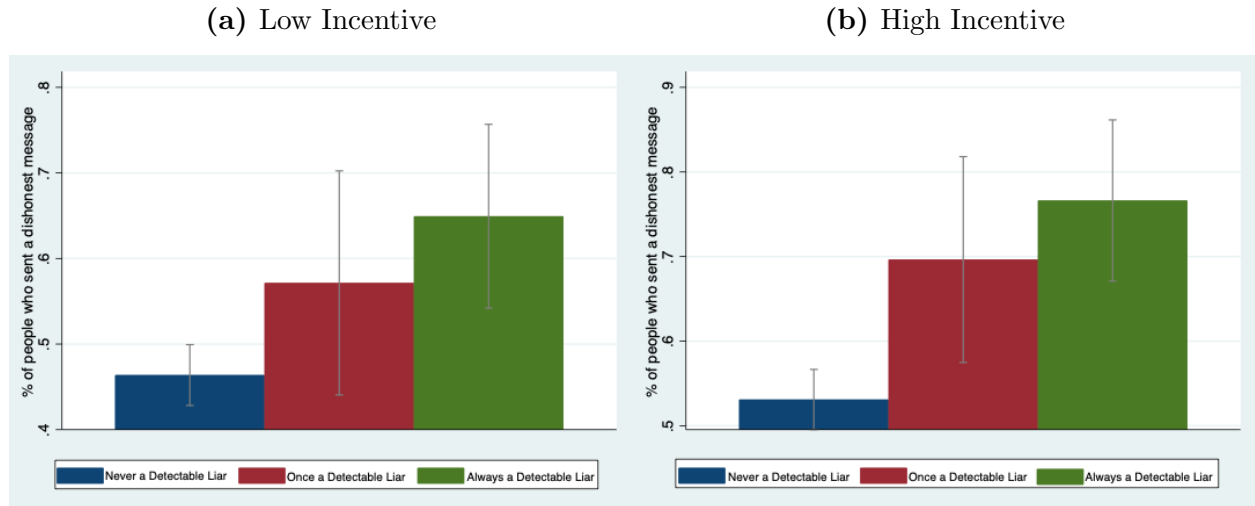 (a) Low Incentive
% of people who sent a dishonest message
.8
.7
.6
.5
.4
Never a Detectable Liar Once a Detectable Liar Always a Detectable Liar
(b) High Incentive
% of people who sent a dishonest message
.9
.8
.7
.6
.5
Never a Detectable Liar Once a Detectable Liar Always a Detectable Liar